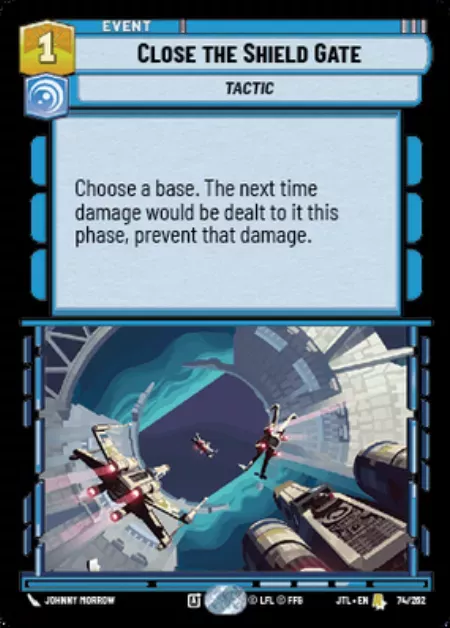 EVENT
1
CLOSE THE SHIELD GATE
TACTIC
Choose a base. The next time
damage would be dealt to it this
phase, prevent that damage.
JOHNNY MORROW
A
© LFL © FFG
JTL • EN
74/262